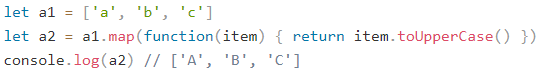 let a1 = ['a', 'b', 'c']
let a2 = a1.map(function(item) { return item.toUpperCase() })
console.log(a2) // ['A', 'B', 'C']